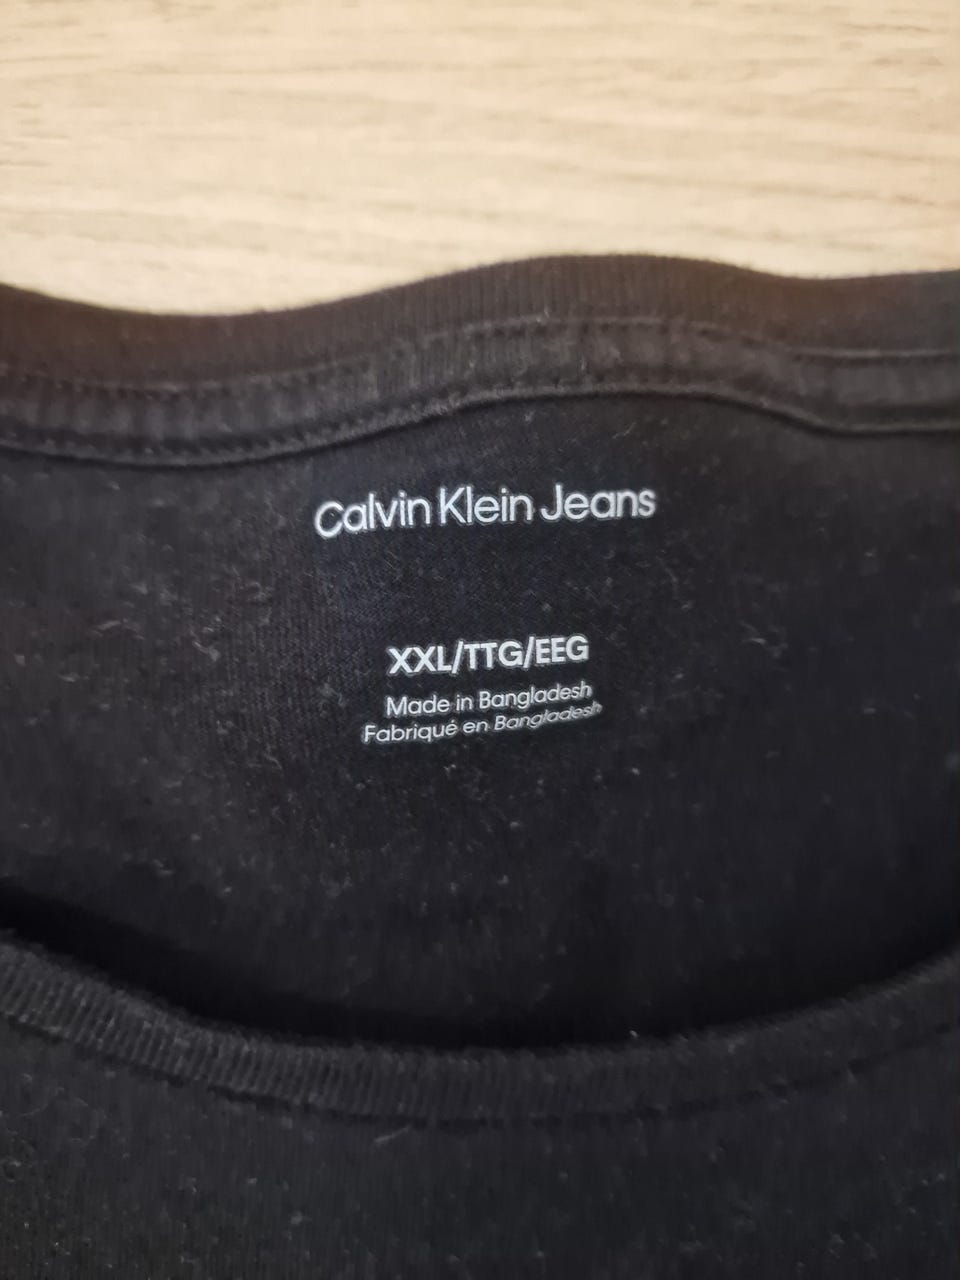 Calvin Klein Jeans
XXL/TTG/EEG
Made in Bangladesh
Fabriqué en Bangladesh